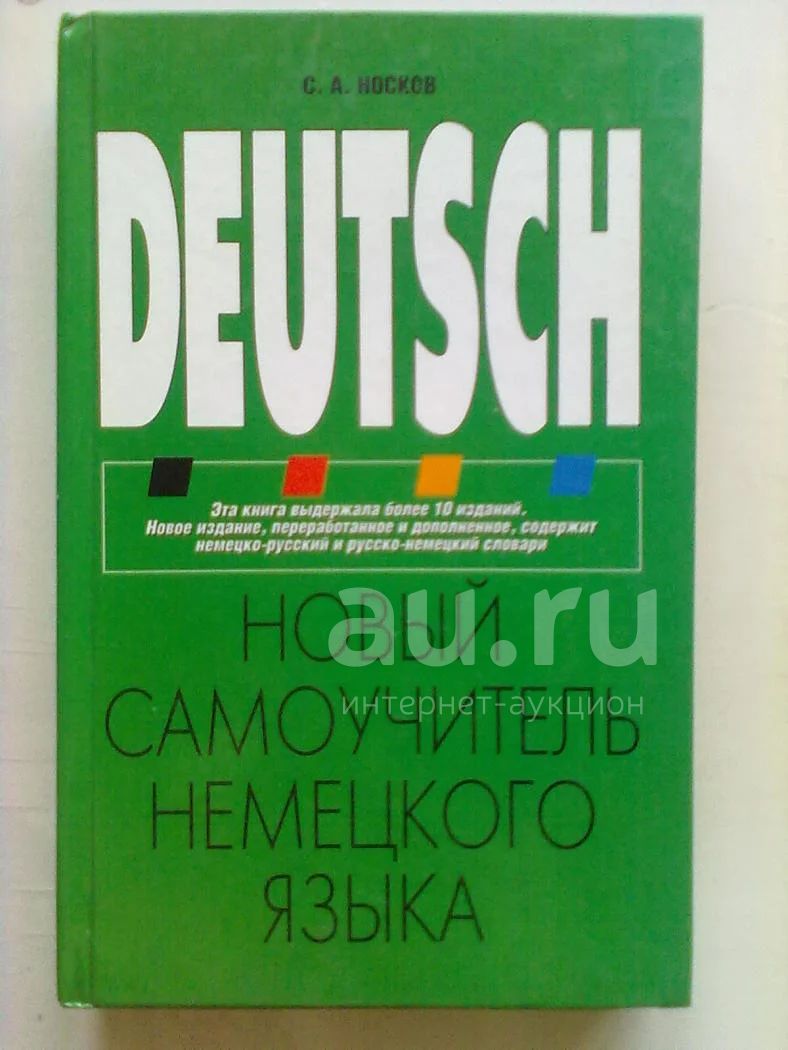 С. А. НОСКОВ
DEUTSCH
Эта книга выдержала более 10 изданий.
Новое издание, переработанное и дополненное, содержит
немецко-русский и русско-немецкий словари
НОВЫЙ
au.ru
САМОУЧИТЕЛЬ
интернет-аукцион
НЕМЕЦКОГО
ЯЗЫКА